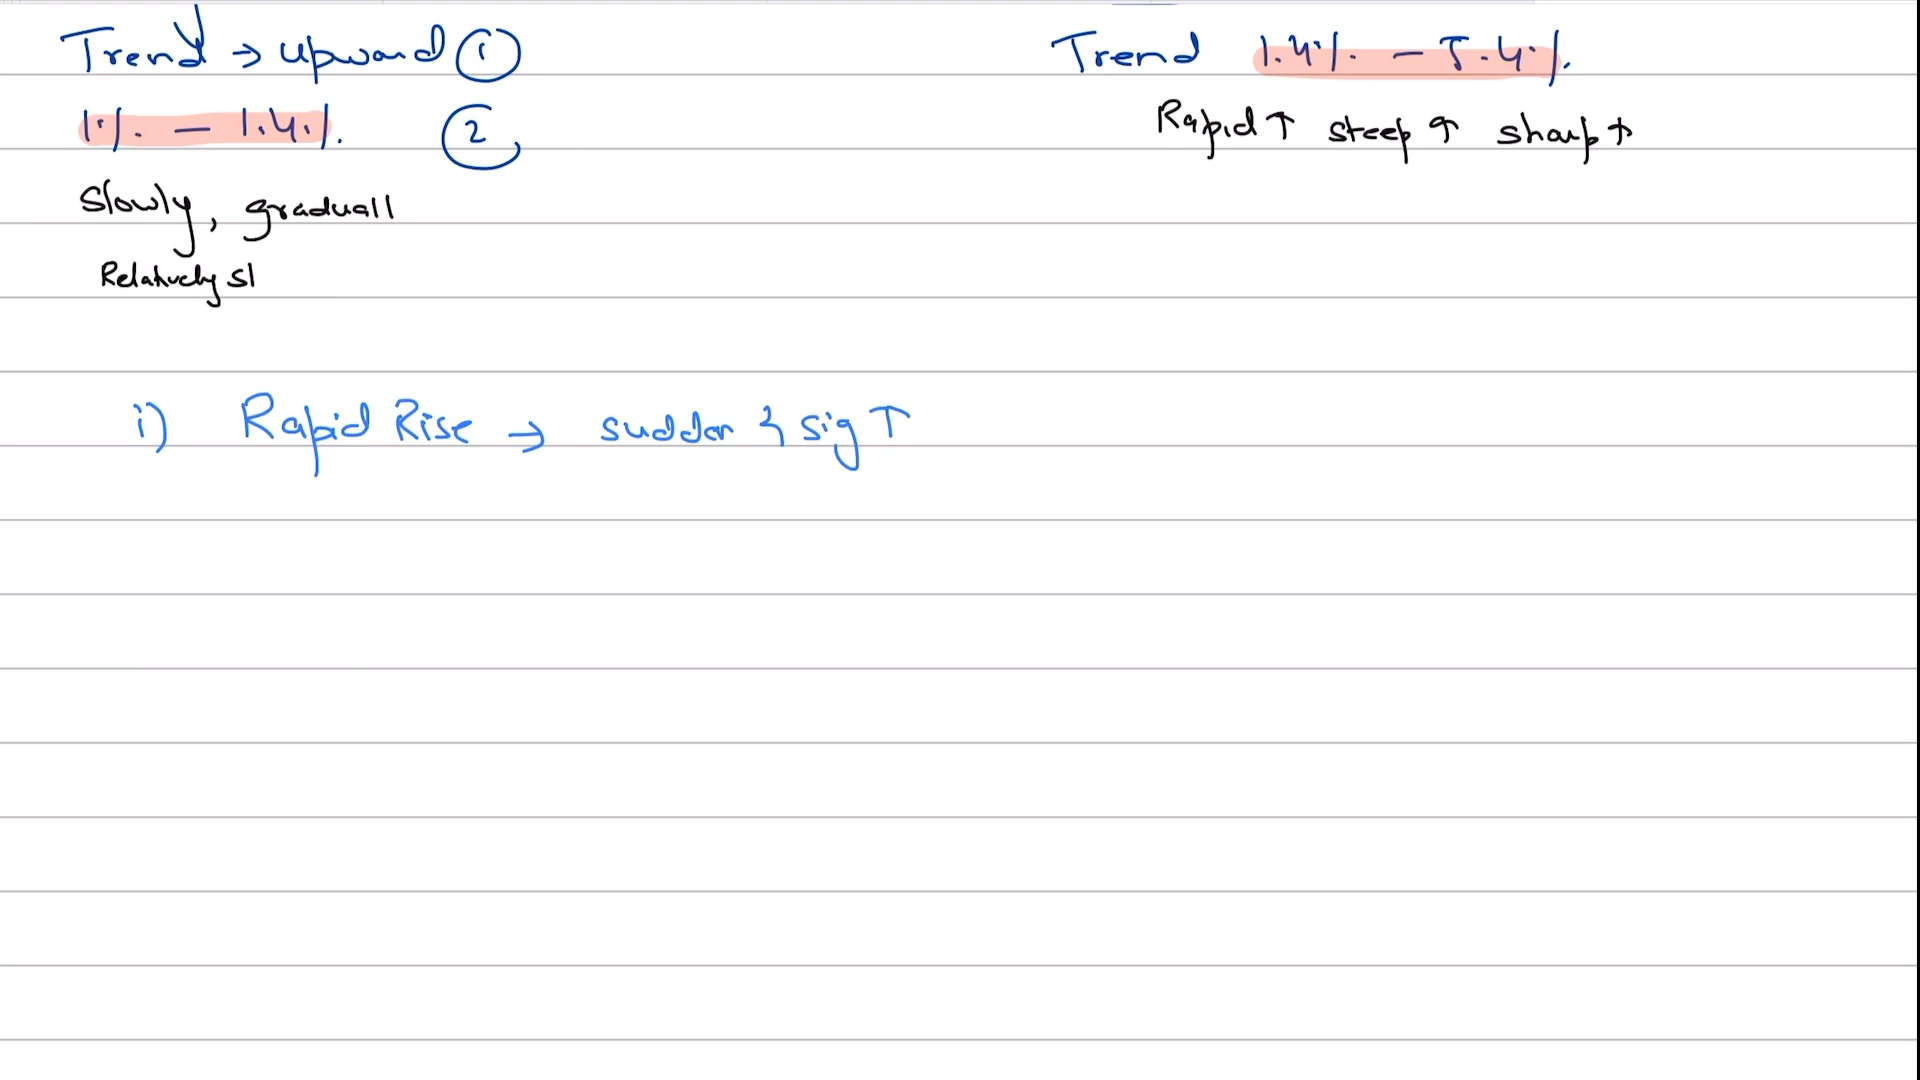 Trend → upward ①
1% – 1.4% ②
Slowly, graduall
Relatively sl
Trend 1.4% – 5.4%
Rapid ↑ steep ↑ sharp ↑
i) Rapid Rise → sudden & sig ↑